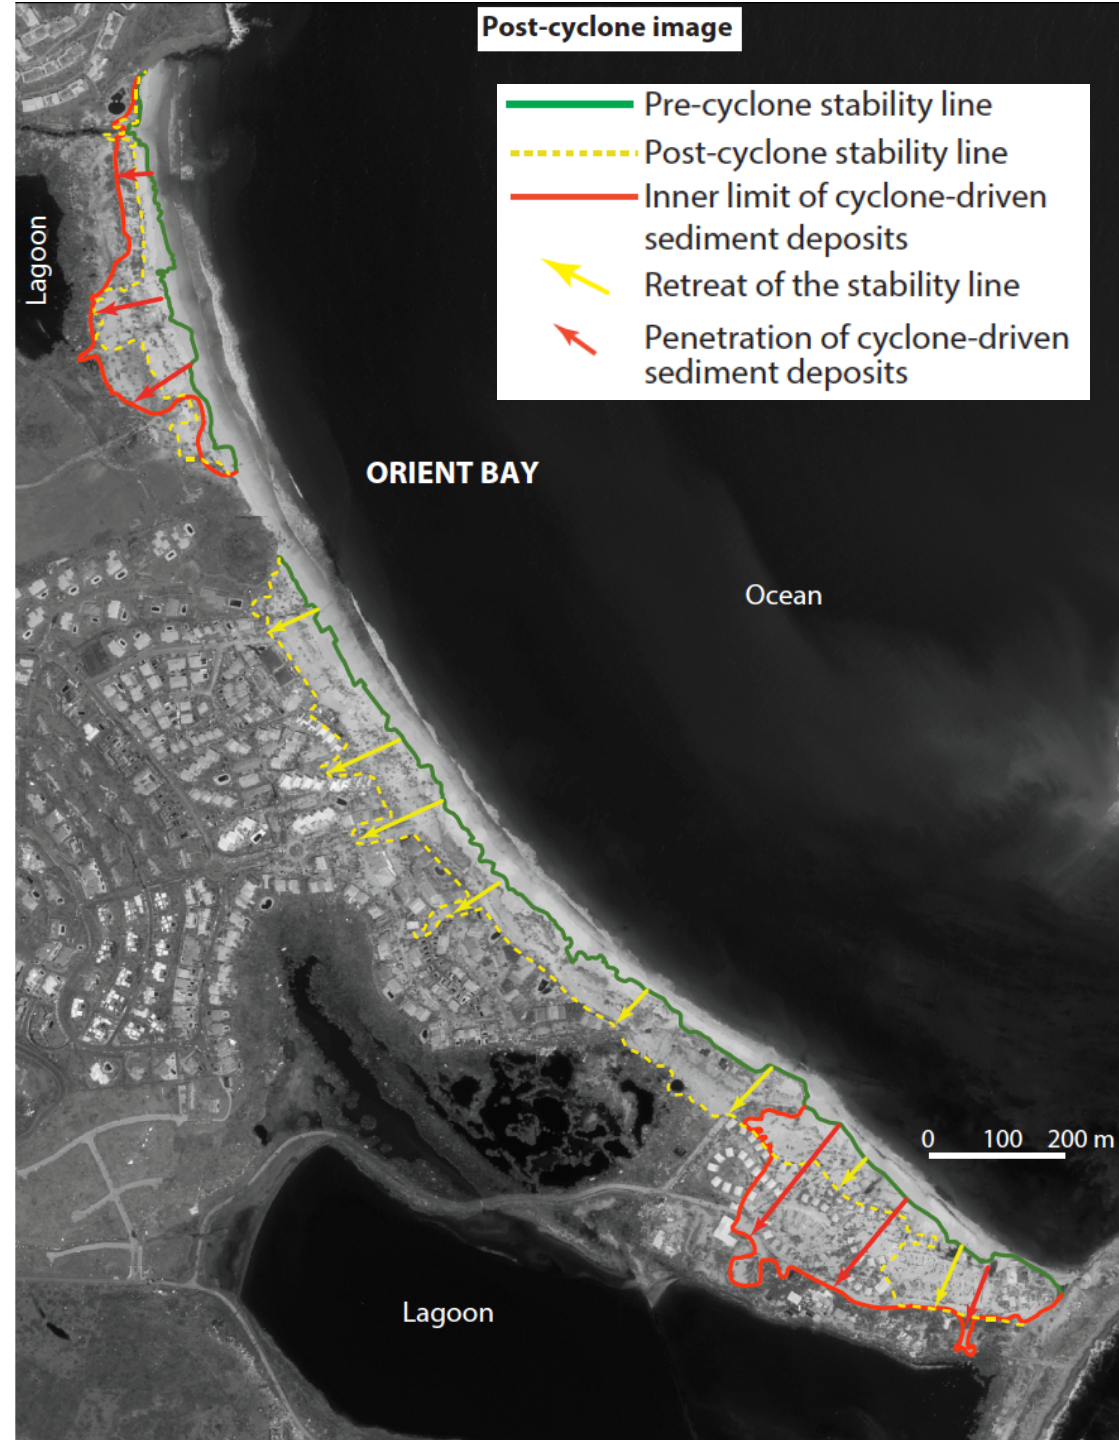 Post-cyclone image
Pre-cyclone stability line
Post-cyclone stability line
Inner limit of cyclone-driven
sediment deposits
Retreat of the stability line
Penetration of cyclone-driven
sediment deposits
Lagoon
ORIENT BAY
Ocean
0 100 200 m
Lagoon